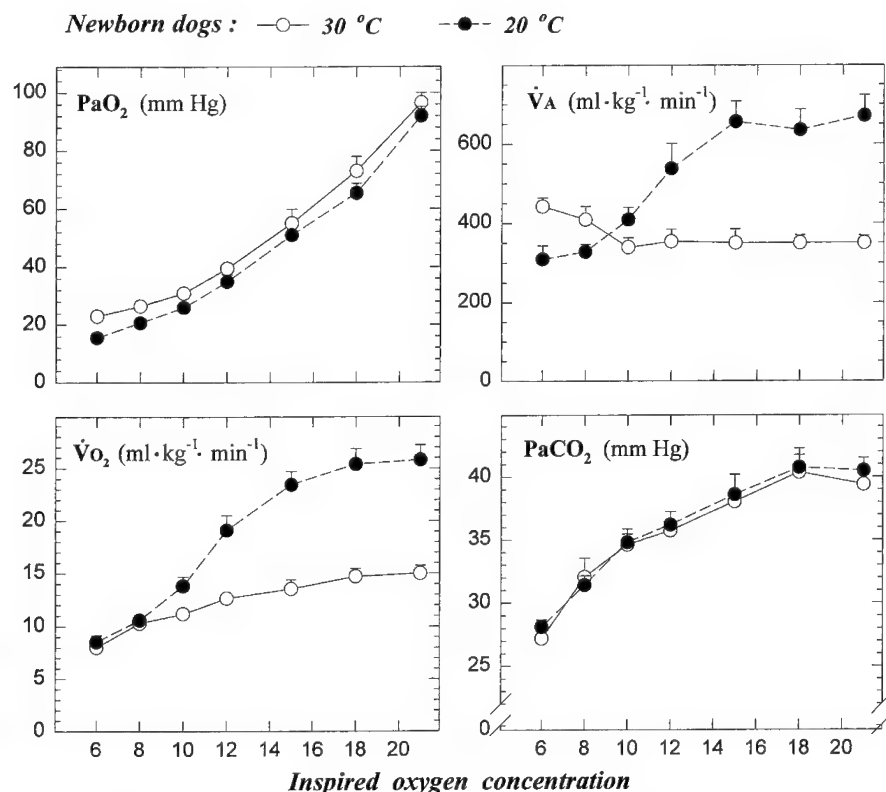 Newborn dogs : 30 °C 20 °C
PaO₂ (mm Hg)
100
80
60
40
20
0
V̇A (ml·kg⁻¹· min⁻¹)
600
400
200
0
V̇O₂ (ml·kg⁻¹· min⁻¹)
25
20
15
10
5
0
6 8 10 12 14 16 18 20
PaCO₂ (mm Hg)
40
35
30
25
0
6 8 10 12 14 16 18 20
Inspired oxygen concentration